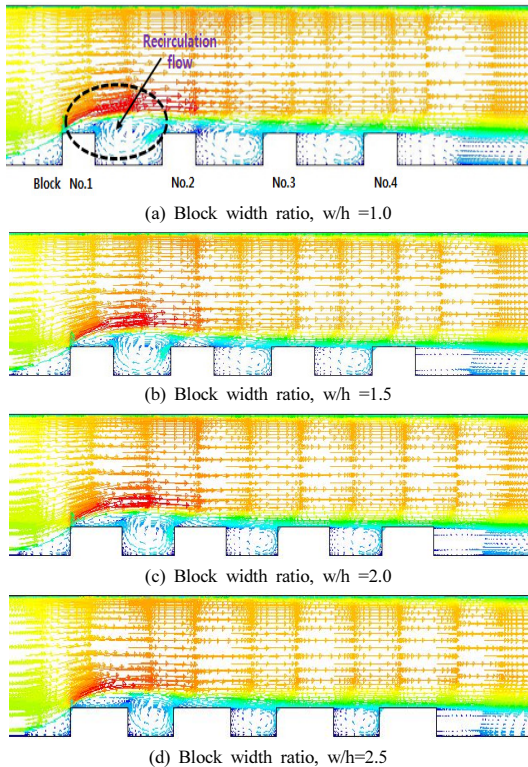 Recirculation
flow
Block No.1 No.2 No.3 No.4
(a) Block width ratio, w/h =1.0
(b) Block width ratio, w/h =1.5
(c) Block width ratio, w/h =2.0
(d) Block width ratio, w/h=2.5